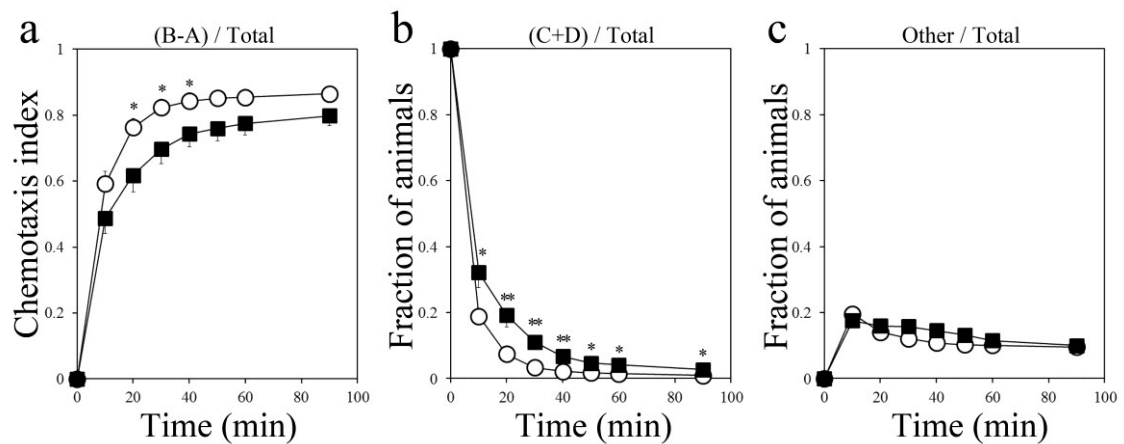 a
(B-A) / Total
Chemotaxis index
1
0.8
0.6
0.4
0.2
0
* * *
0 20 40 60 80 100
Time (min)
b
(C+D) / Total
Fraction of animals
1
0.8
0.6
0.4
0.2
0
* ** ** ** * * *
0 20 40 60 80 100
Time (min)
c
Other / Total
Fraction of animals
1
0.8
0.6
0.4
0.2
0
0 20 40 60 80 100
Time (min)